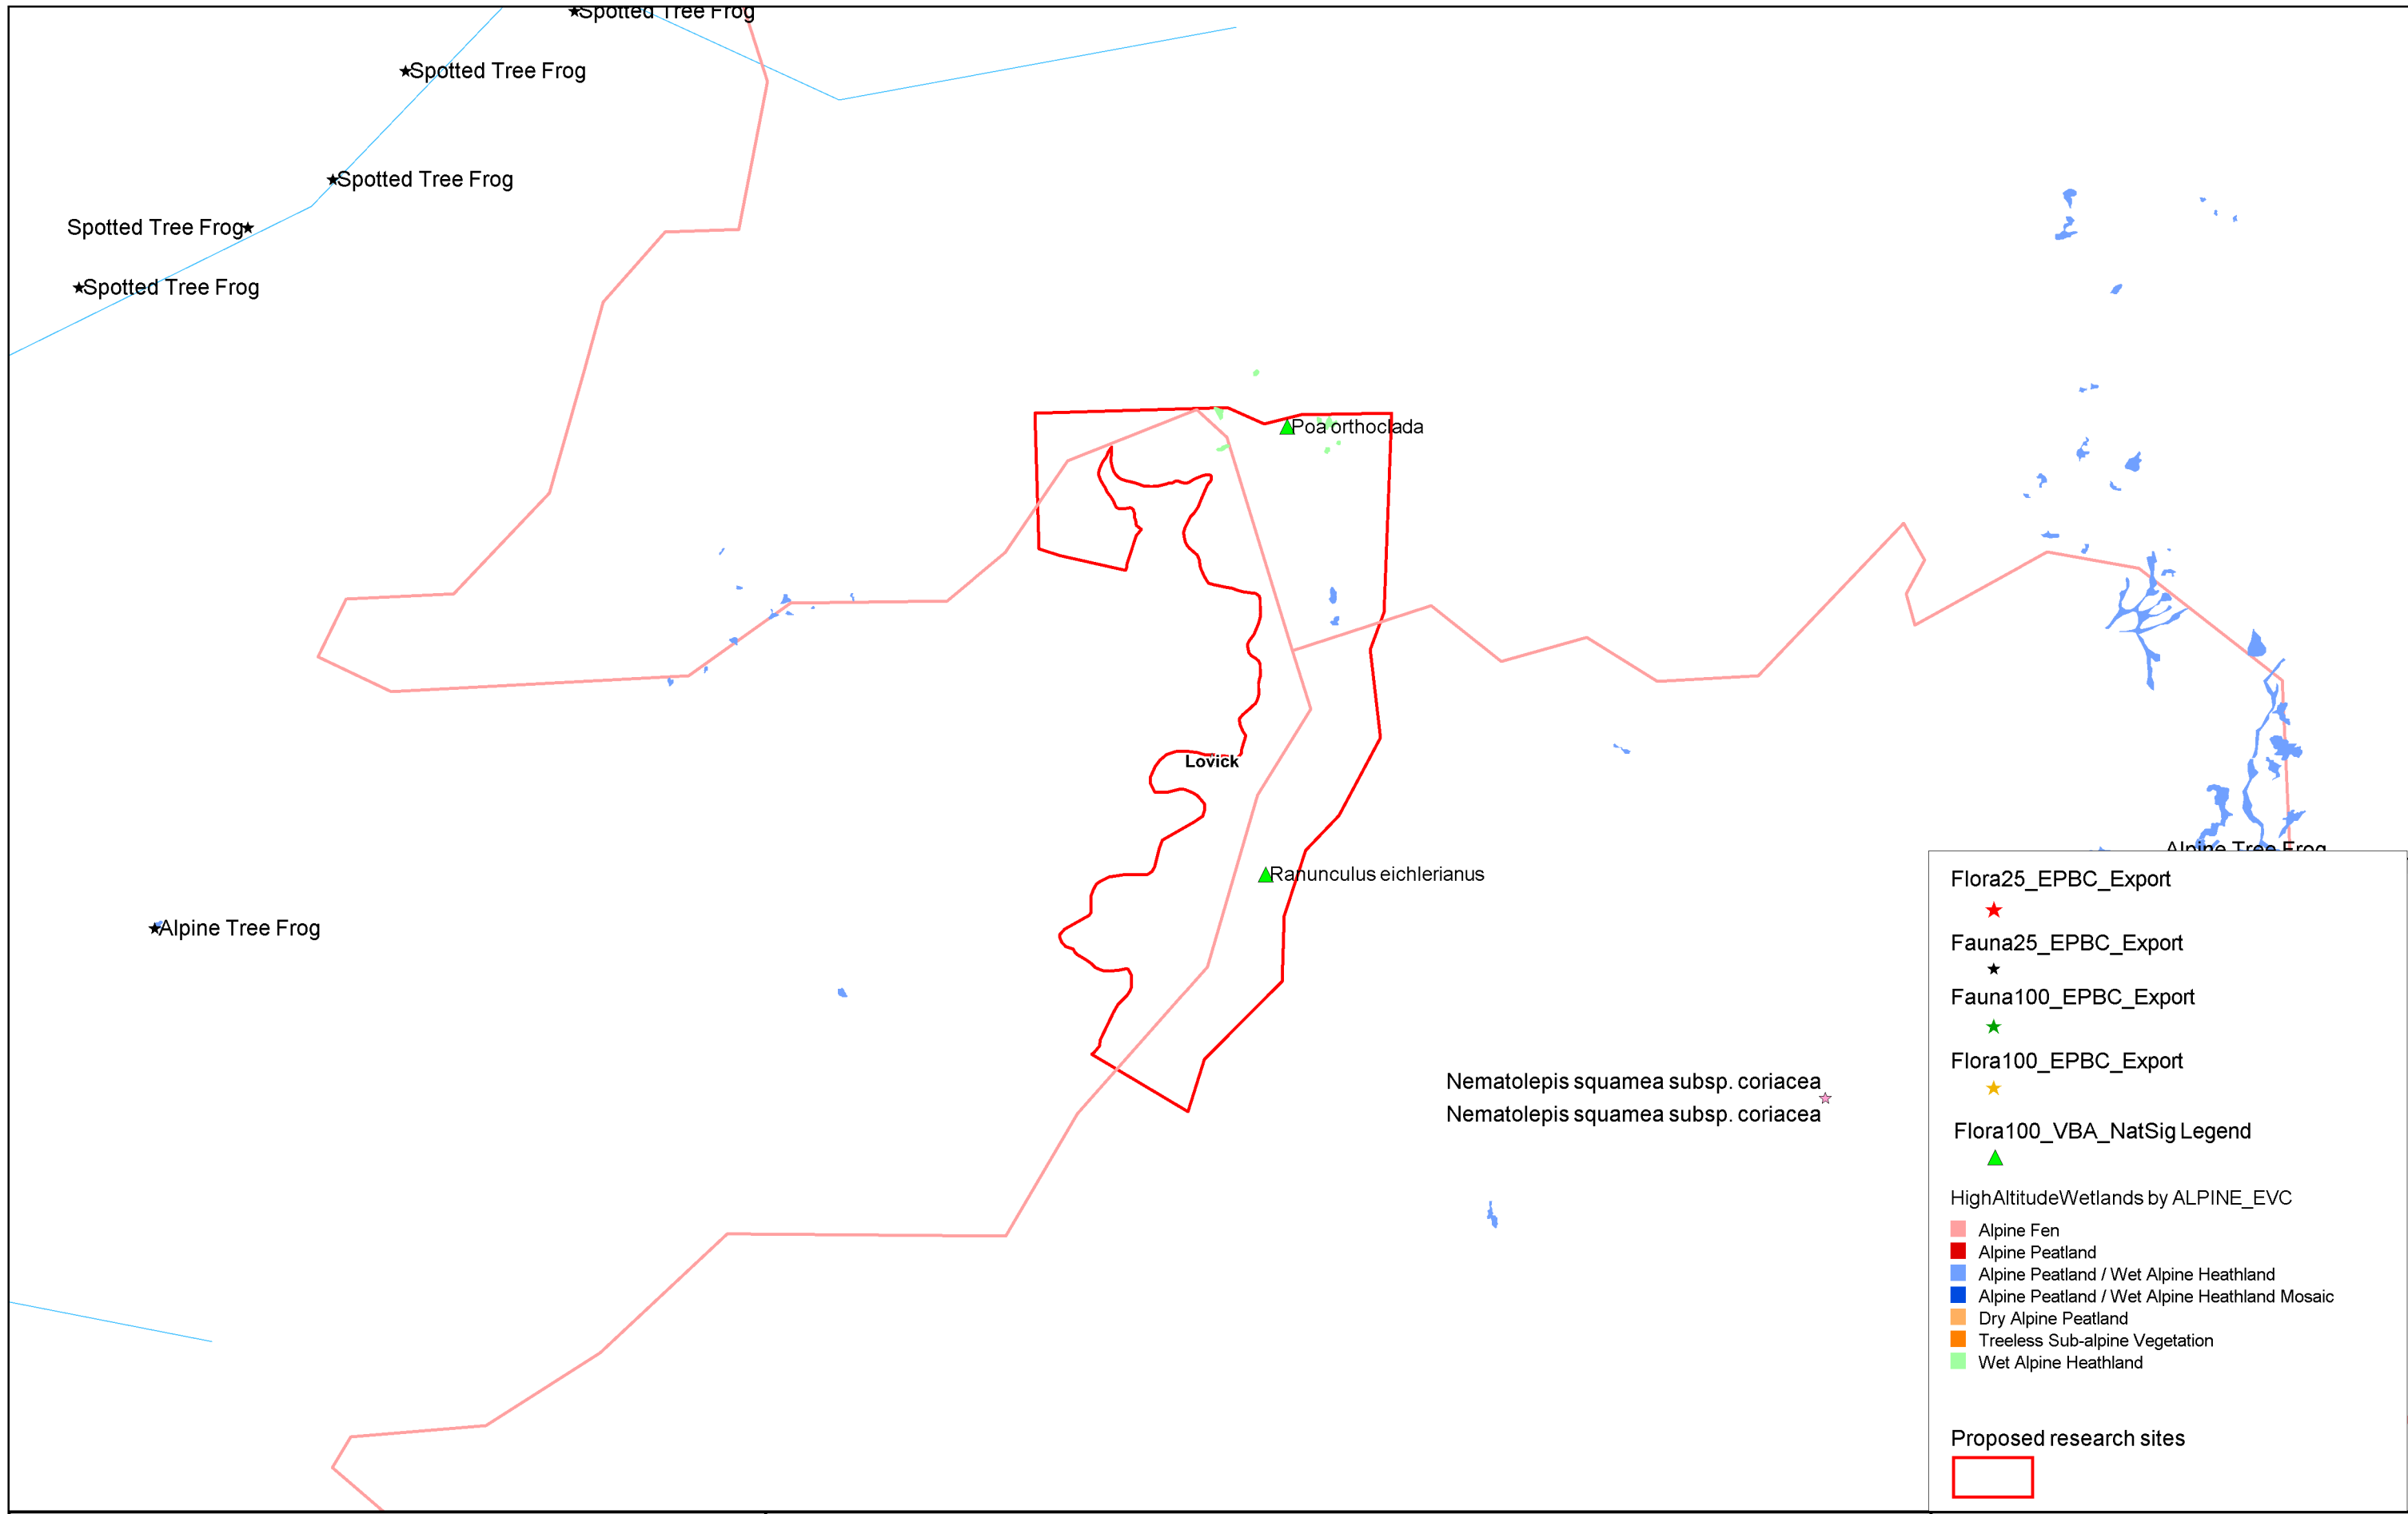 Spotted Tree Frog
Spotted Tree Frog
Spotted Tree Frog
Spotted Tree Frog
Spotted Tree Frog
Poa orthoclada
Lovick
Alpine Tree Frog
Ranunculus eichlerianus
Alpine Tree Frog
Nematolepis squamea subsp. coriacea
Nematolepis squamea subsp. coriacea
Flora25_EPBC_Export
Fauna25_EPBC_Export
Fauna100_EPBC_Export
Flora100_EPBC_Export
Flora100_VBA_NatSig Legend
HighAltitudeWetlands by ALPINE_EVC
Alpine Fen
Alpine Peatland
Alpine Peatland / Wet Alpine Heathland
Alpine Peatland / Wet Alpine Heathland Mosaic
Dry Alpine Peatland
Treeless Sub-alpine Vegetation
Wet Alpine Heathland
Proposed research sites